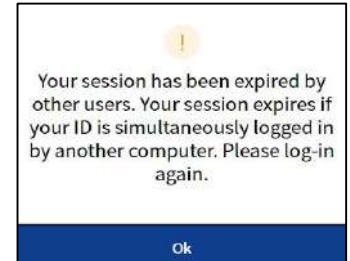 !
Your session has been expired by
other users. Your session expires if
your ID is simultaneously logged in
by another computer. Please log-in
again.
Ok